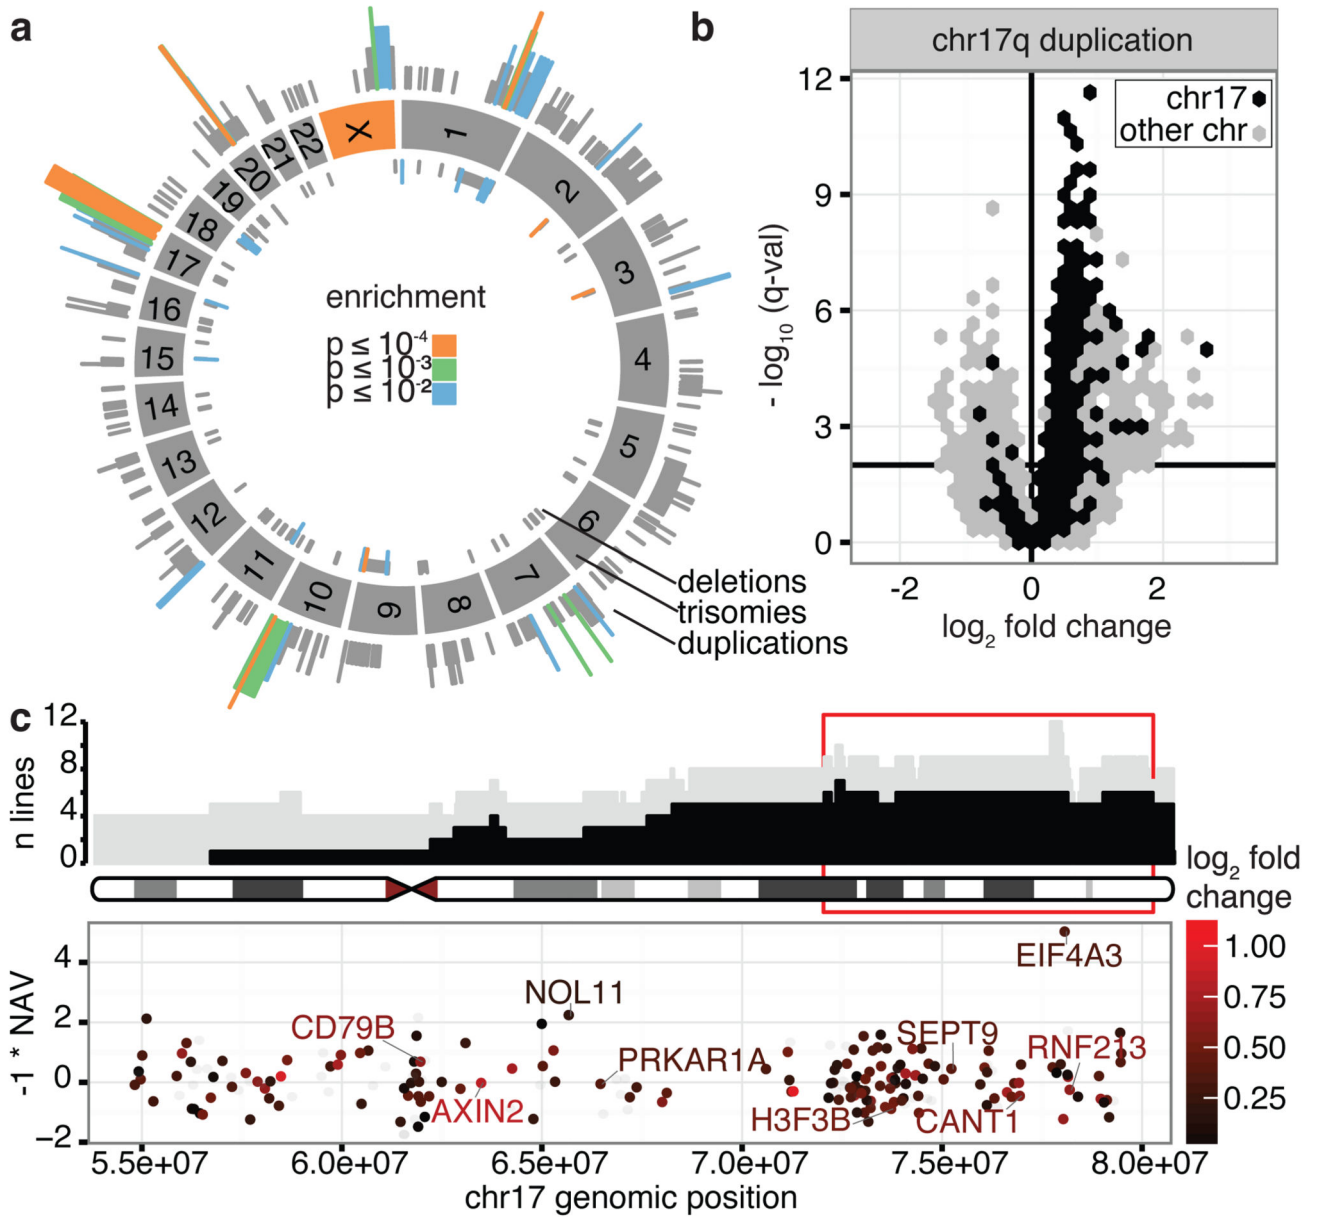 a
1
2
3
4
5
6
7
8
9
10
11
12
13
14
15
16
17
18
19
20
21
22
X
enrichment
p ≤ 10⁻⁴
p ≤ 10⁻³
p ≤ 10⁻²
deletions
trisomies
duplications
b
chr17q duplication
chr17
other chr
12
9
6
3
0
- log₁₀ (q-val)
-2 0 2
log₂ fold change
c
12
8
4
0
n lines
log₂ fold
change
1.00
0.75
0.50
0.25
4
2
0
−2
-1 * NAV
EIF4A3
NOL11
CD79B
SEPT9
RNF213
PRKAR1A
AXIN2
H3F3B
CANT1
5.5e+07 6.0e+07 6.5e+07 7.0e+07 7.5e+07 8.0e+07
chr17 genomic position